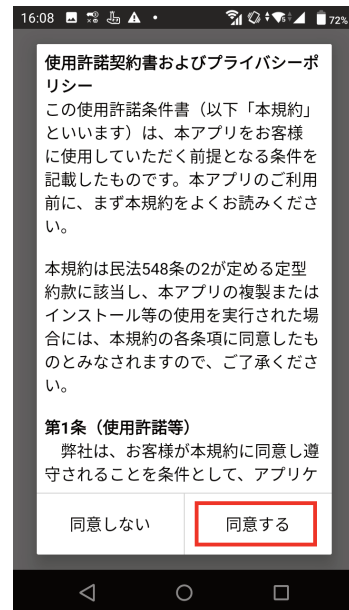 16:08
72%
使用許諾契約書およびプライバシーポ
リシー
この使用許諾条件書（以下「本規約」
といいます）は、本アプリをお客様
に使用していただく前提となる条件を
記載したものです。本アプリのご利用
前に、まず本規約をよくお読みくださ
い。
本規約は民法548条の2が定める定型
約款に該当し、本アプリの複製または
インストール等の使用を実行された場
合には、本規約の各条項に同意したも
のとみなされますので、ご了承くださ
い。
第1条（使用許諾等）
　弊社は、お客様が本規約に同意し遵
守されることを条件として、アプリケ
同意しない
同意する